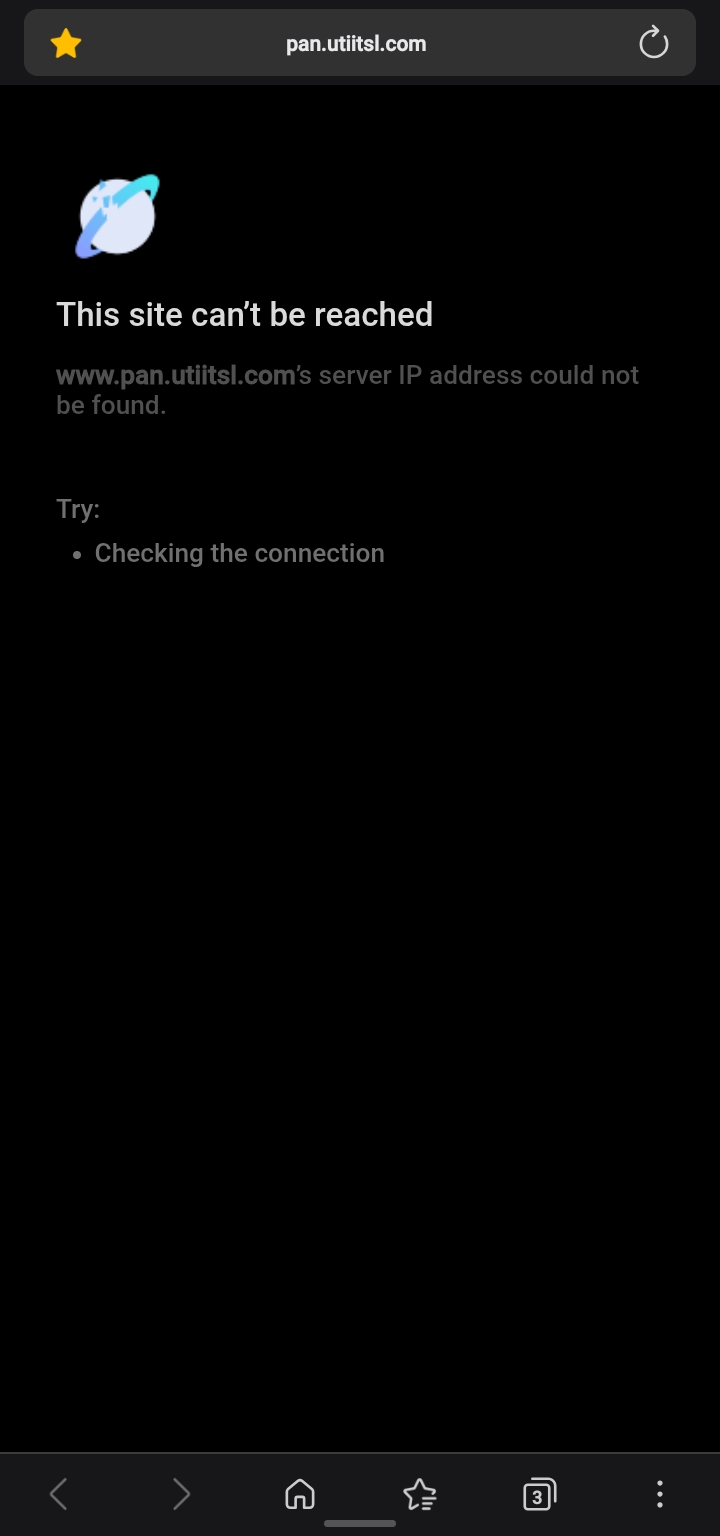 pan.utiitsl.com
This site can’t be reached
www.pan.utiitsl.com’s server IP address could not
be found.
Try:
• Checking the connection
3